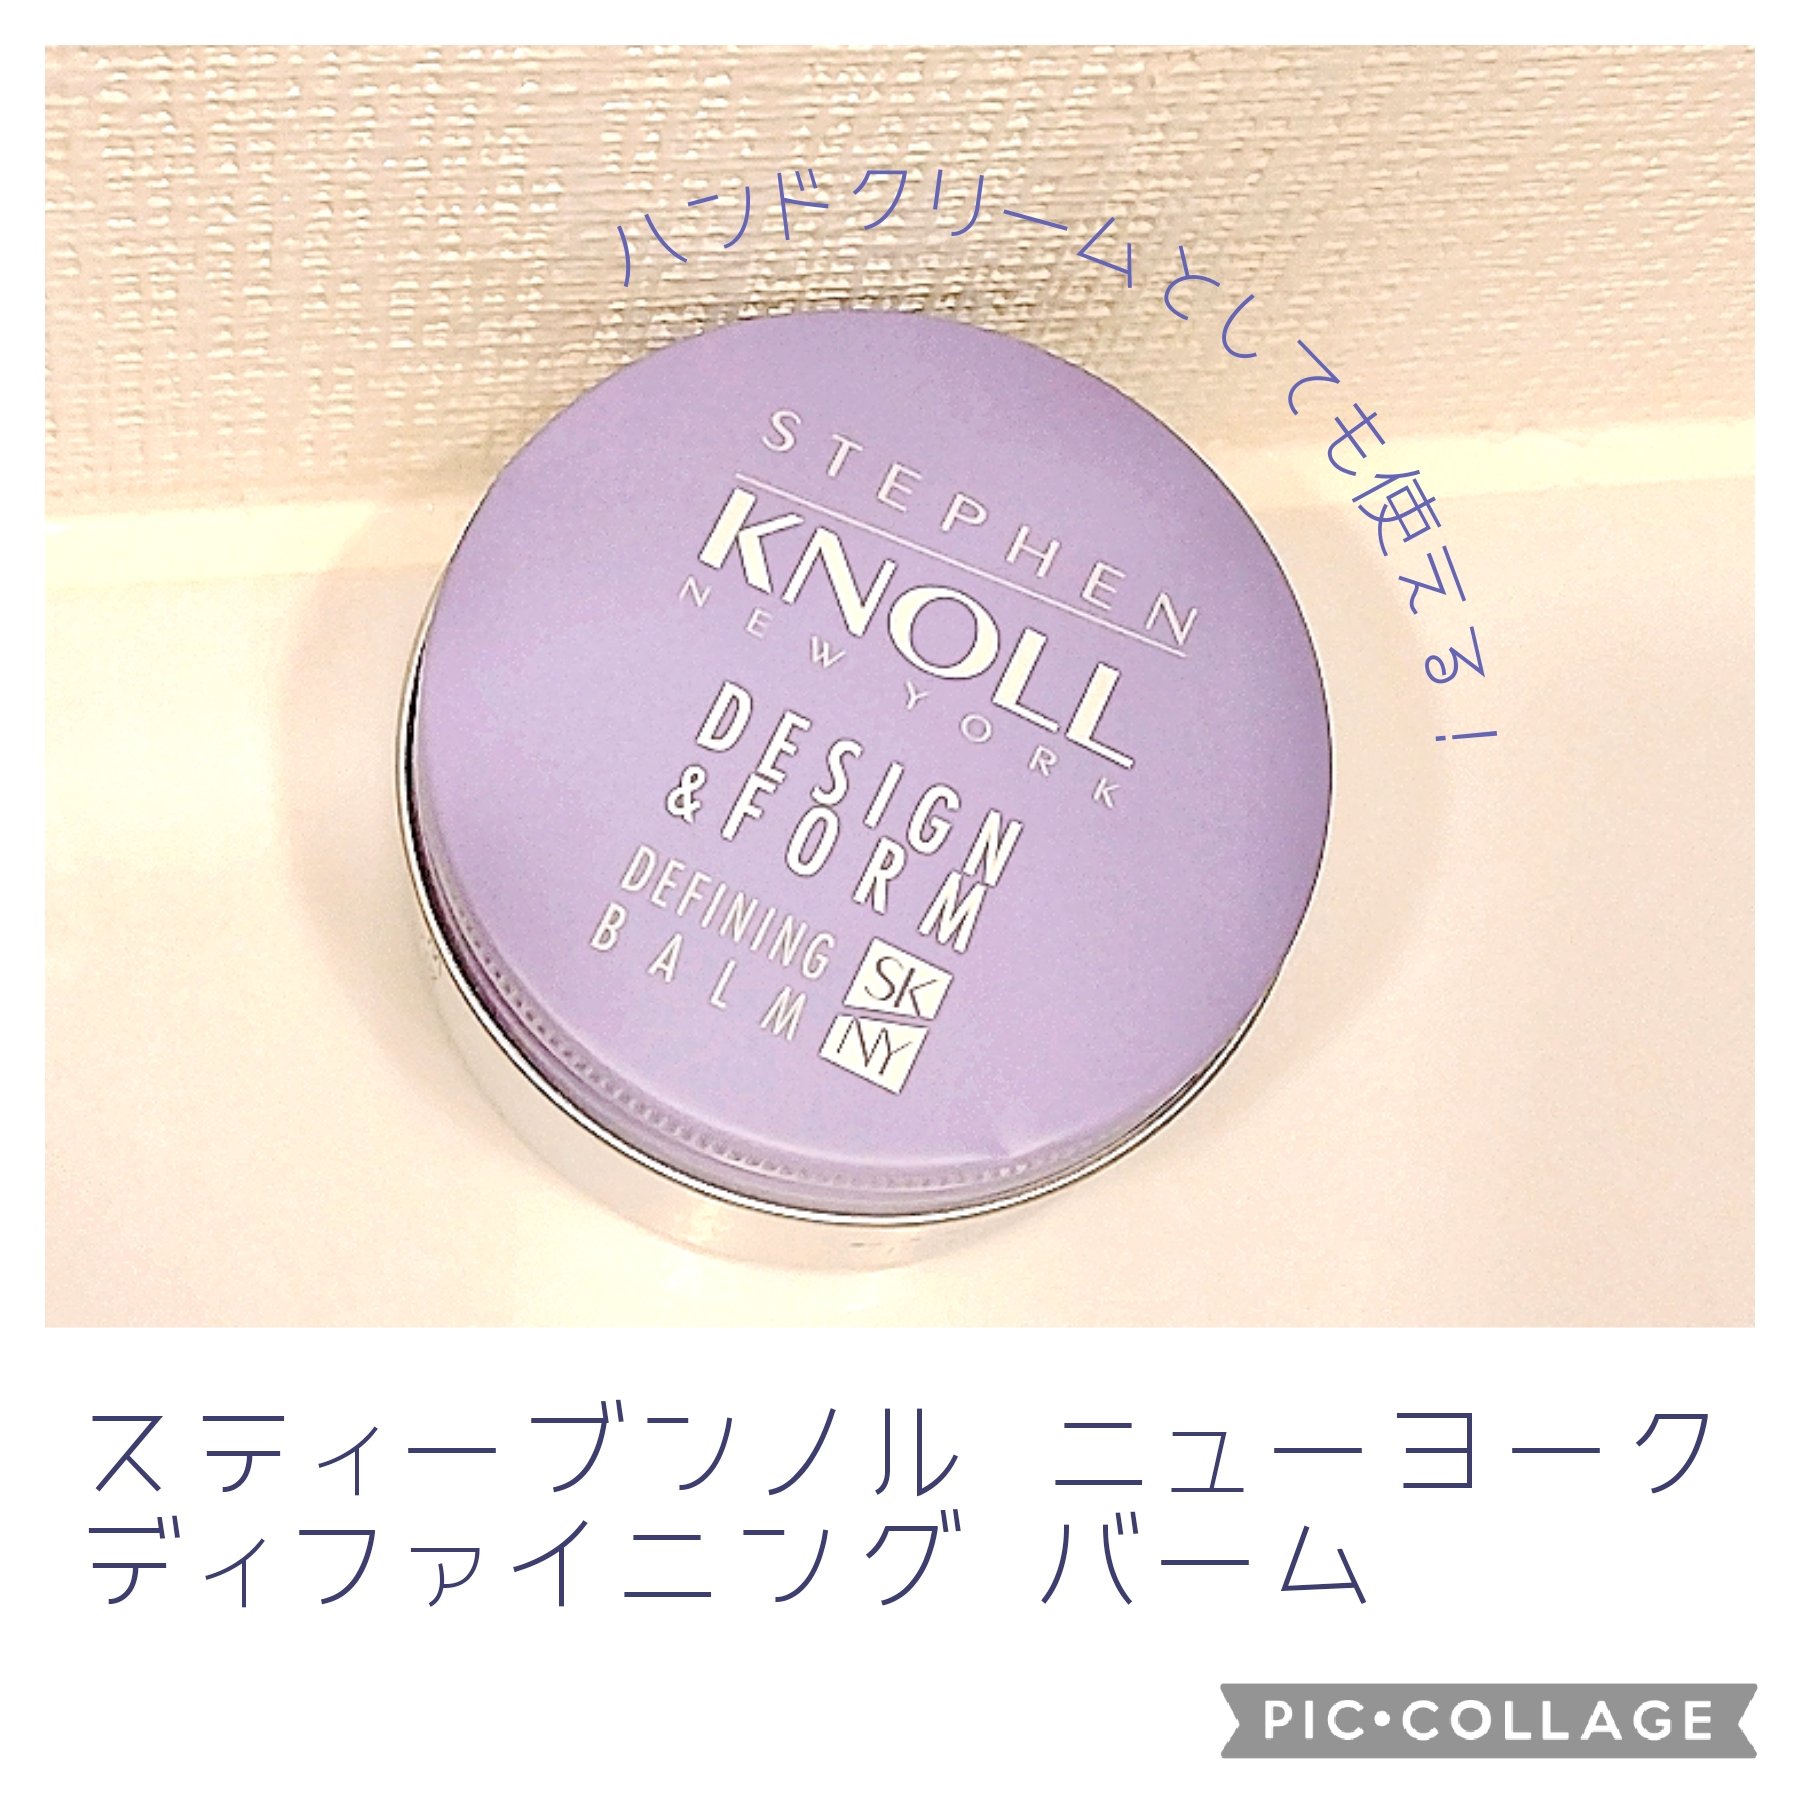 ハンドクリームとしても使える!
STEPHEN
KNOLL
NEW YORK
DESIGN
&FORM
DEFINING
BALM
SK
NY
スティーブンノル ニューヨーク
ディファイニング バーム
PIC•COLLAGE